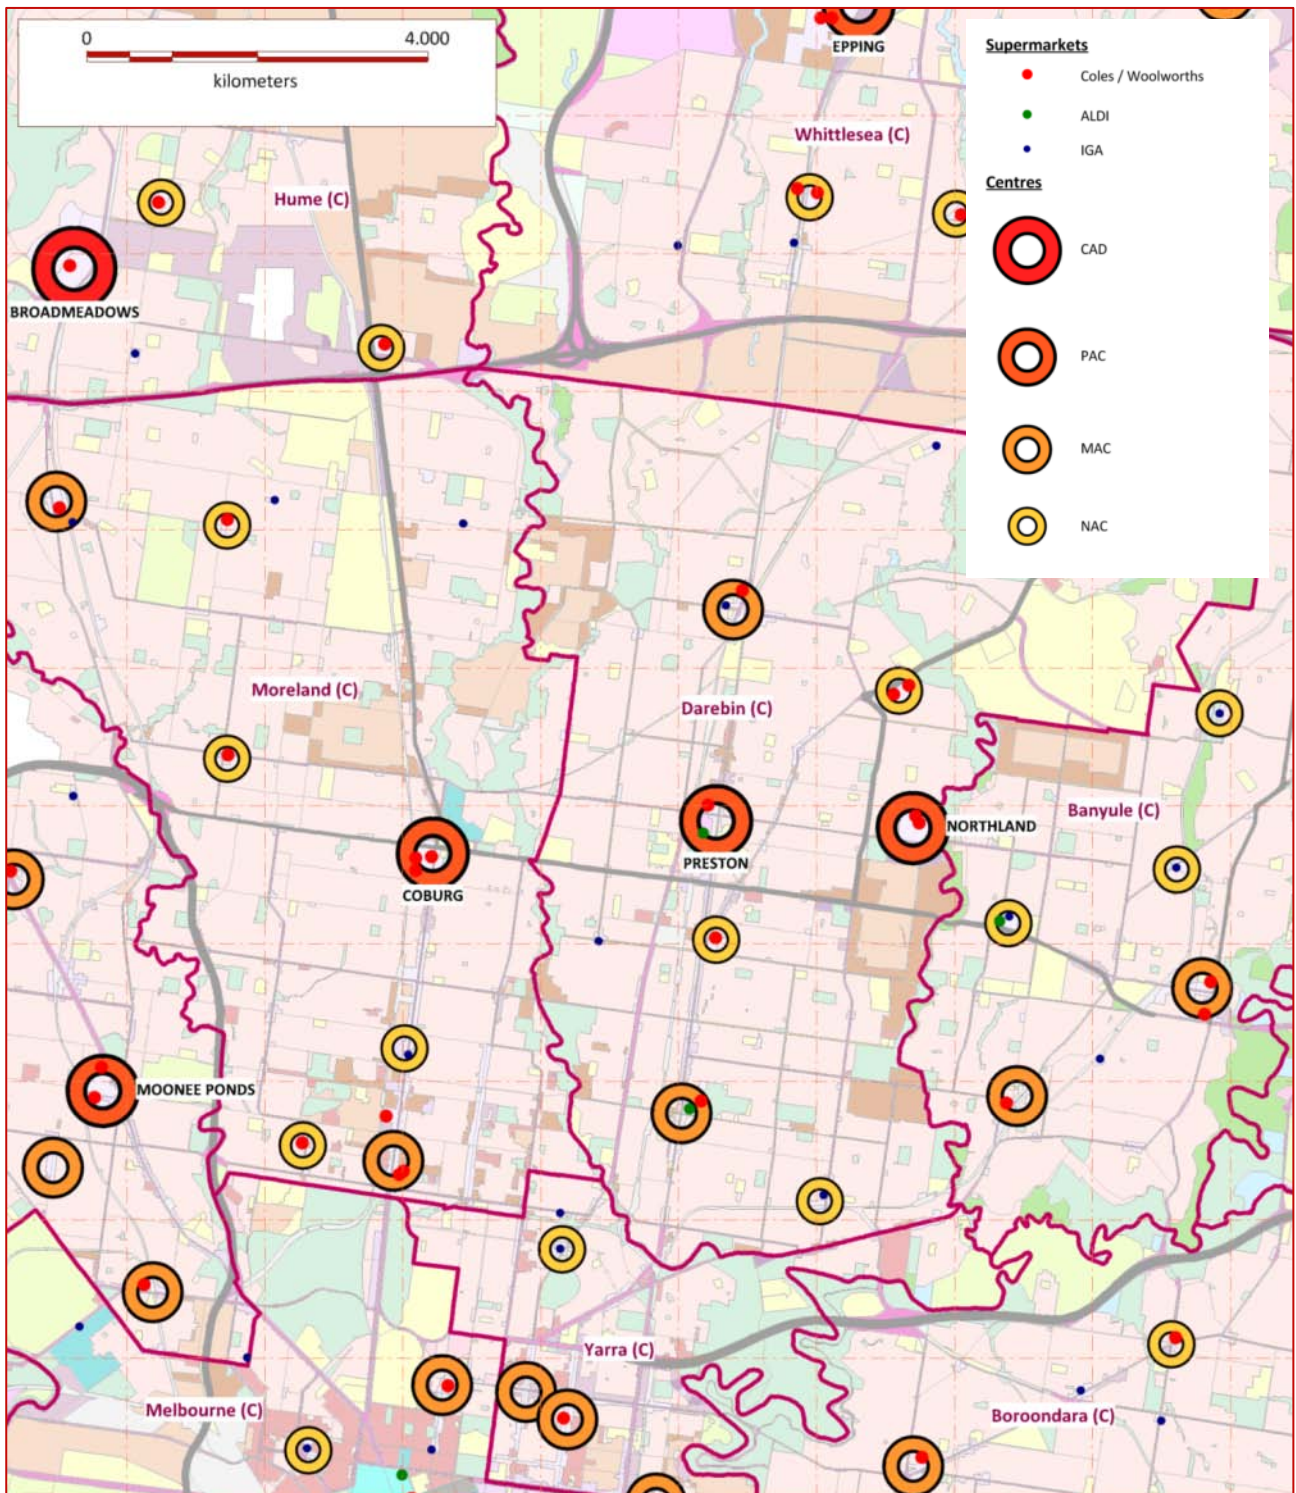 0 4.000
kilometers
EPPING
Supermarkets
Coles / Woolworths
ALDI
IGA
Centres
CAD
PAC
MAC
NAC
Whittlesea (C)
Hume (C)
BROADMEADOWS
Moreland (C)
Darebin (C)
Banyule (C)
NORTHLAND
PRESTON
COBURG
MOONEE PONDS
Yarra (C)
Melbourne (C)
Boroondara (C)